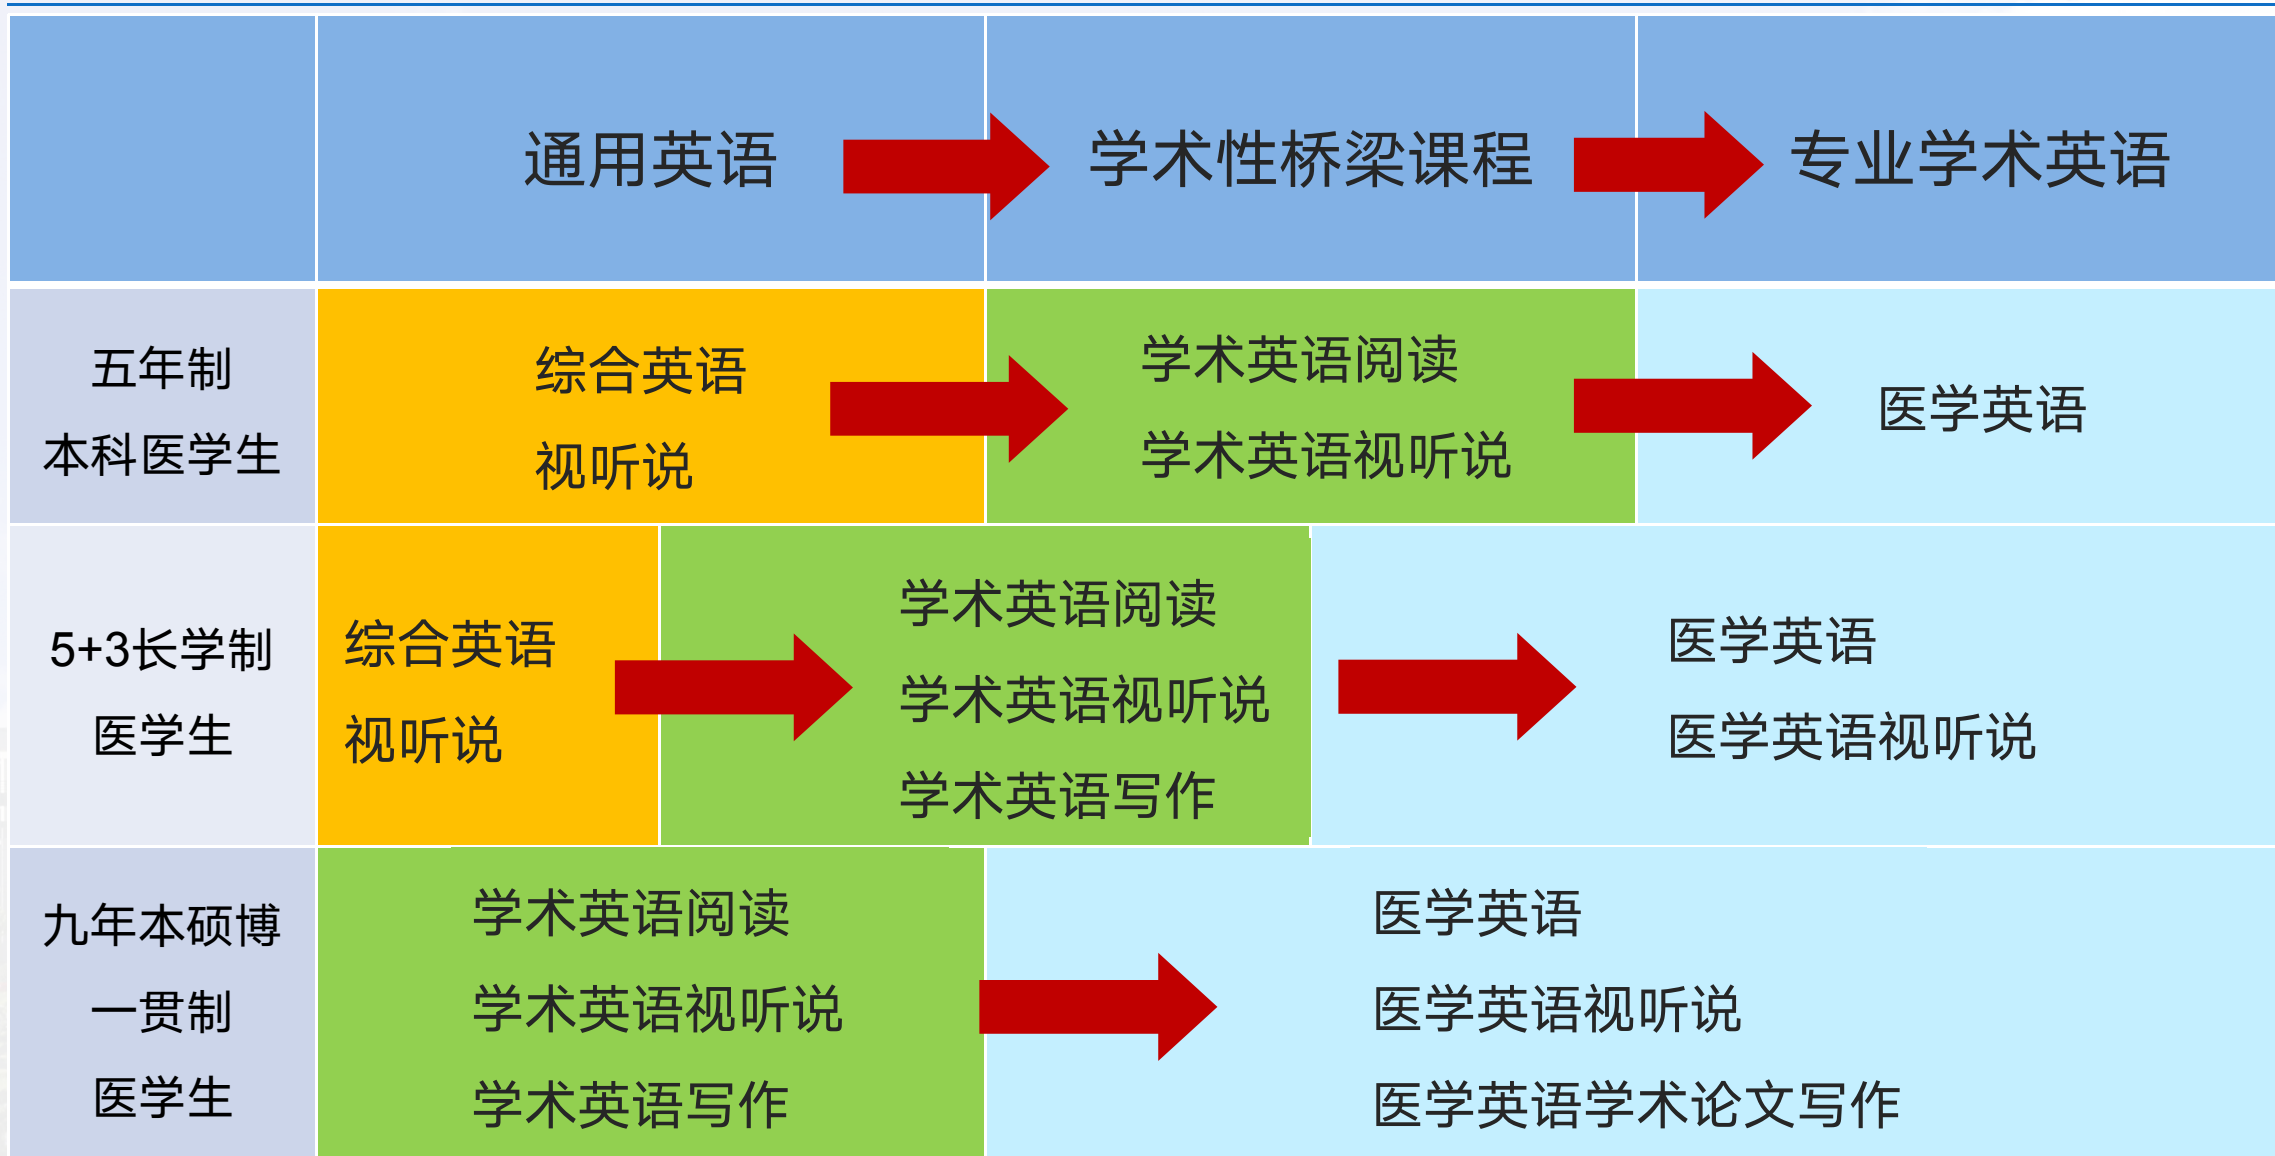 通用英语
学术性桥梁课程
专业学术英语
五年制
本科医学生
综合英语
视听说
学术英语阅读
学术英语视听说
医学英语
5+3长学制
医学生
综合英语
视听说
学术英语阅读
学术英语视听说
学术英语写作
医学英语
医学英语视听说
九年本硕博
一贯制
医学生
学术英语阅读
学术英语视听说
学术英语写作
医学英语
医学英语视听说
医学英语学术论文写作